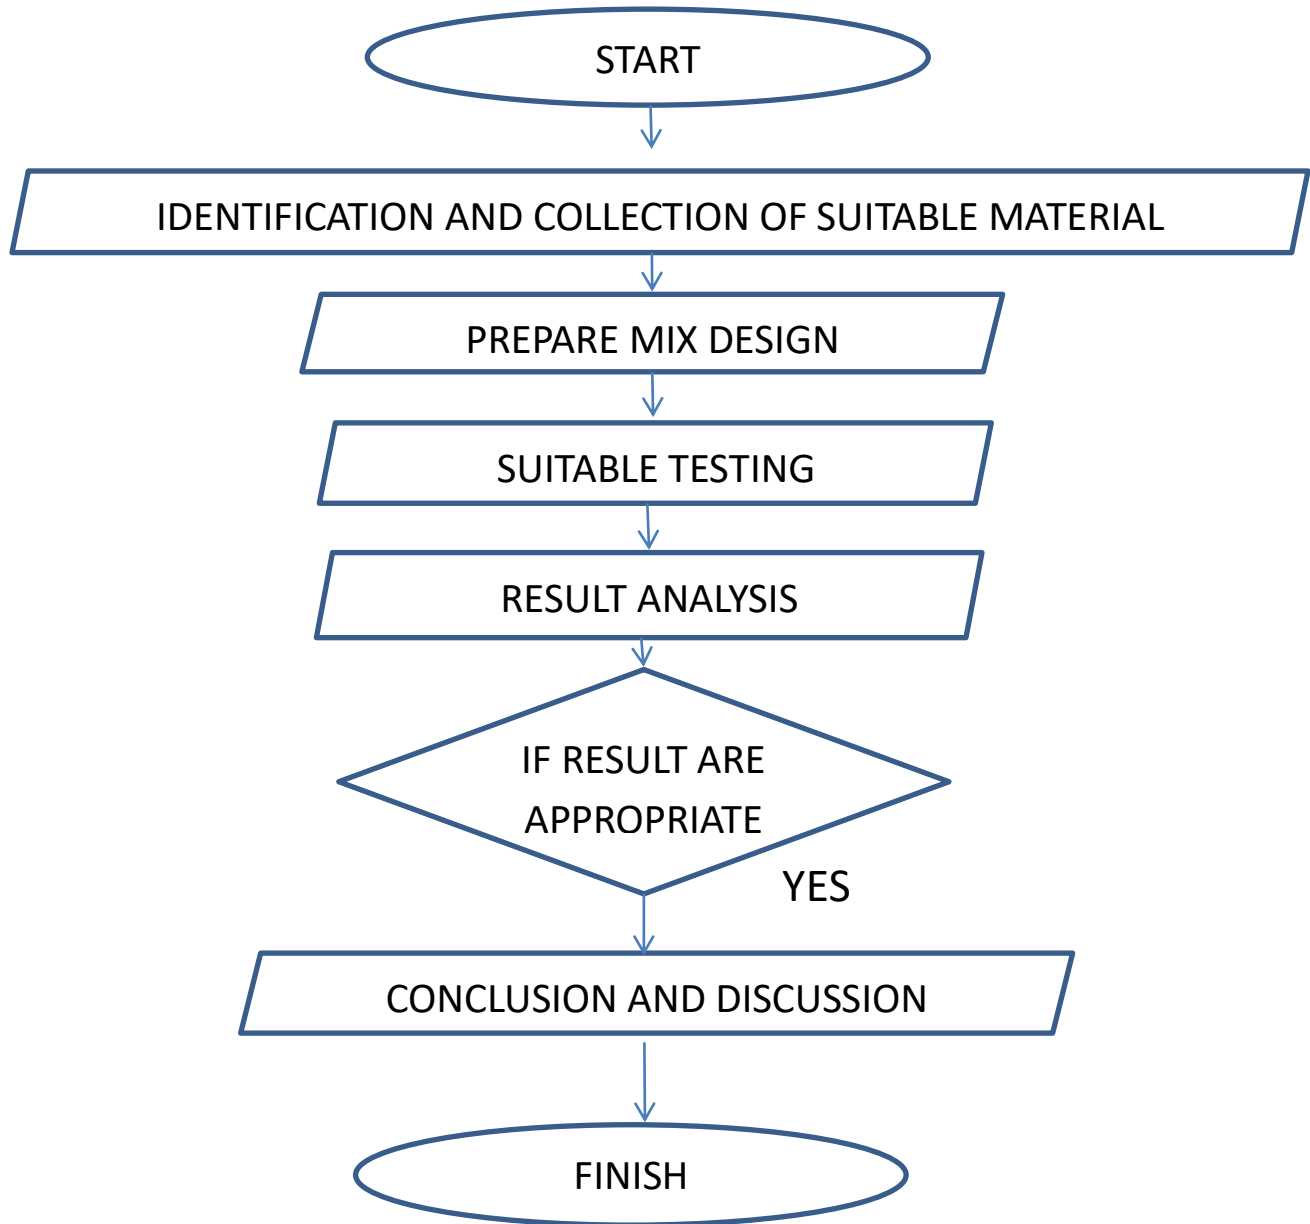 START
IDENTIFICATION AND COLLECTION OF SUITABLE MATERIAL
PREPARE MIX DESIGN
SUITABLE TESTING
RESULT ANALYSIS
IF RESULT ARE
APPROPRIATE
YES
CONCLUSION AND DISCUSSION
FINISH